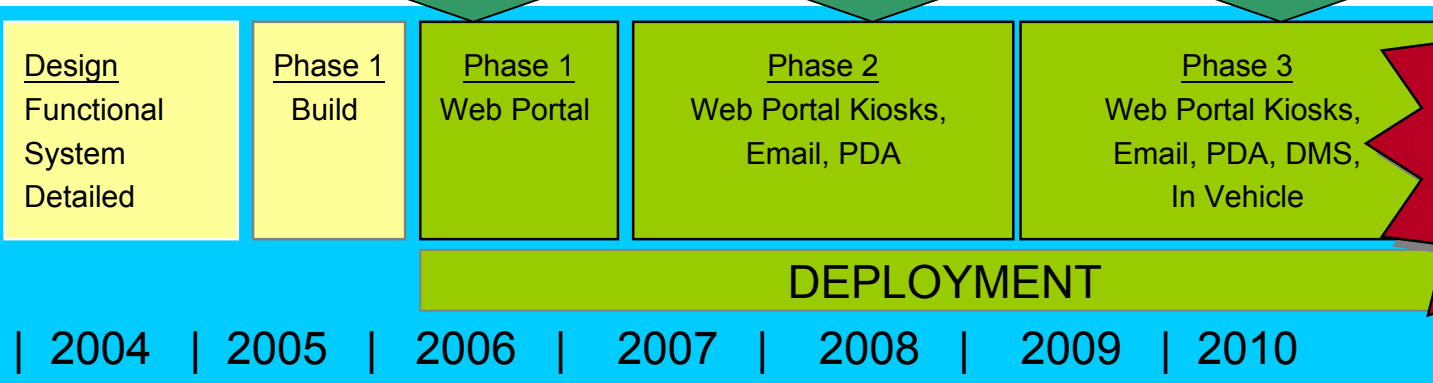 Design
Functional
System
Detailed
Phase 1
Build
Phase 1
Web Portal
Phase 2
Web Portal Kiosks,
Email, PDA
Phase 3
Web Portal Kiosks,
Email, PDA, DMS,
In Vehicle
DEPLOYMENT
| 2004 | 2005 | 2006 | 2007 | 2008 | 2009 | 2010